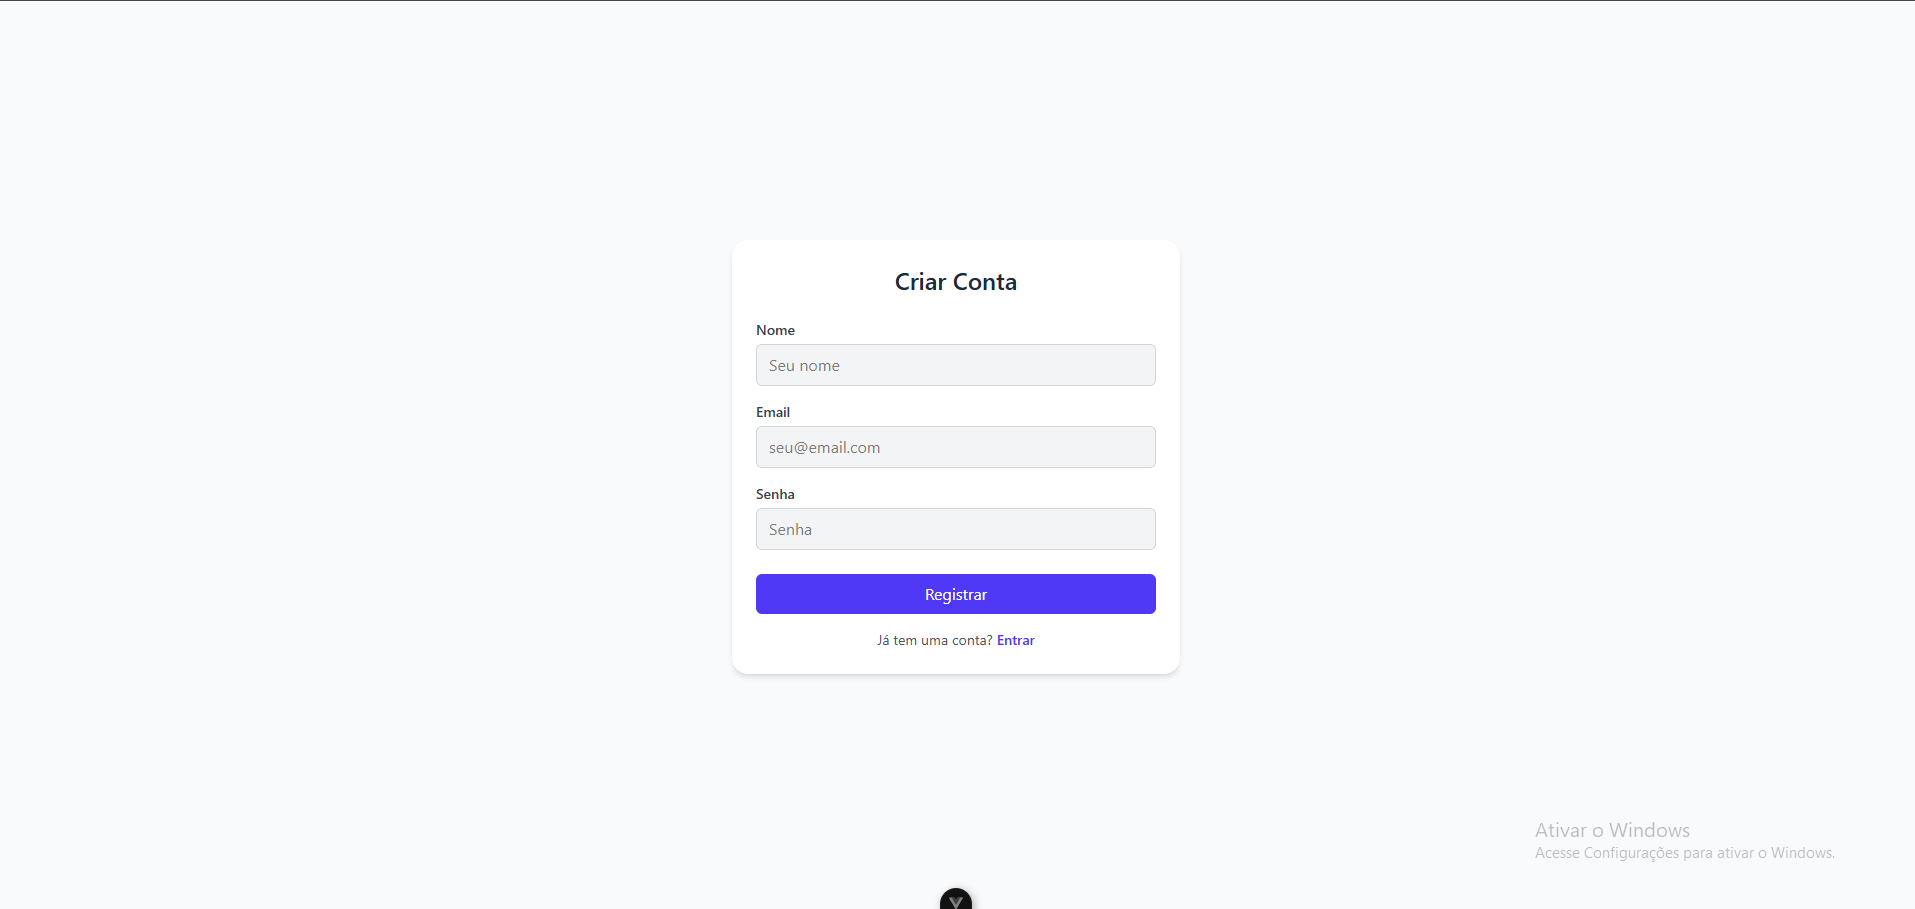 Criar Conta
Nome
Seu nome
Email
seu@email.com
Senha
Senha
Registrar
Já tem uma conta? Entrar
Ativar o Windows
Acesse Configurações para ativar o Windows.